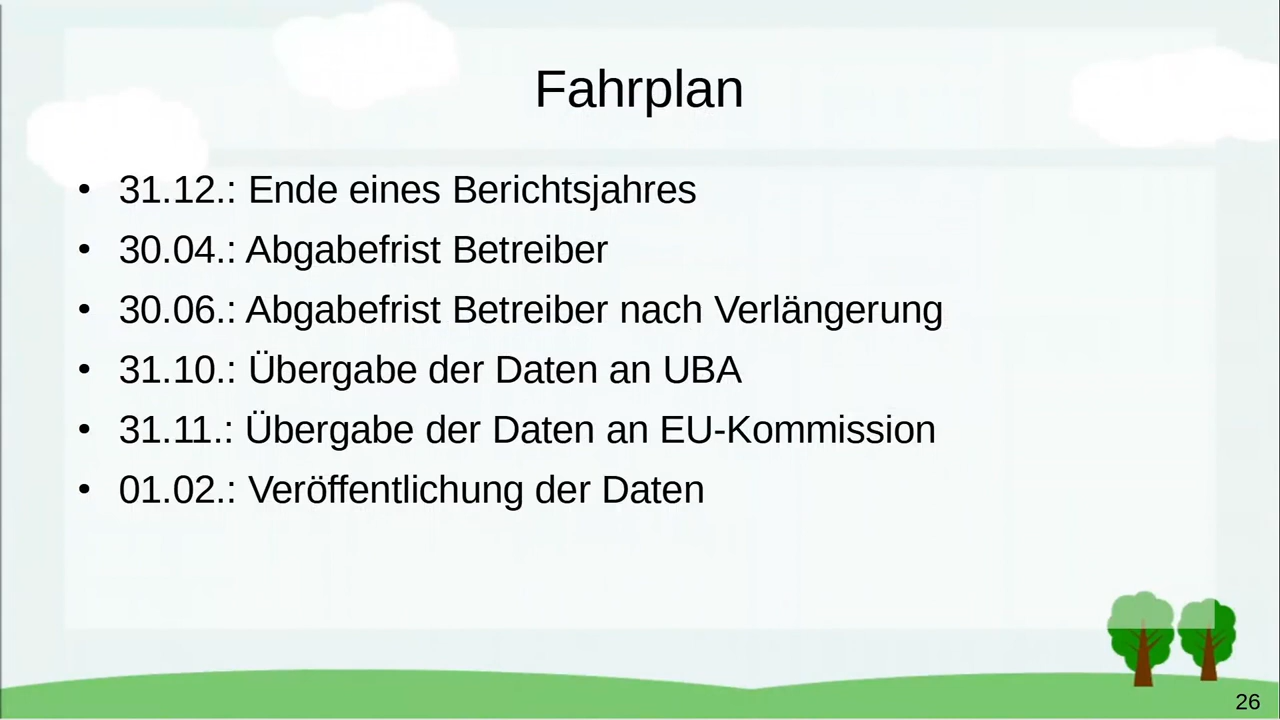 Fahrplan
• 31.12.: Ende eines Berichtsjahres
• 30.04.: Abgabefrist Betreiber
• 30.06.: Abgabefrist Betreiber nach Verlängerung
• 31.10.: Übergabe der Daten an UBA
• 31.11.: Übergabe der Daten an EU-Kommission
• 01.02.: Veröffentlichung der Daten
26